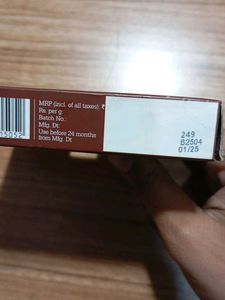 MRP (incl. of all taxes): ₹
Rs. per g:
Batch No.:
Mfg. Dt:
Use before 24 months
from Mfg. Dt
249
B2504
01/25
15052